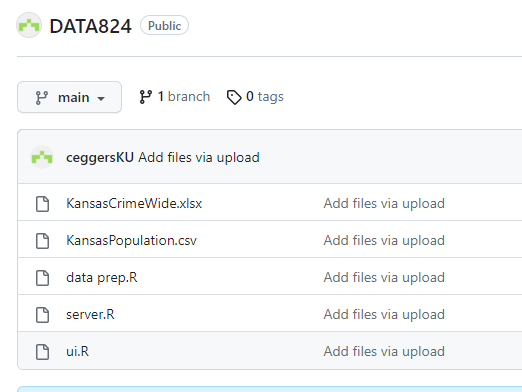 DATA824 Public
main 1 branch 0 tags
ceggersKU Add files via upload
KansasCrimeWide.xlsx Add files via upload
KansasPopulation.csv Add files via upload
data prep.R Add files via upload
server.R Add files via upload
ui.R Add files via upload